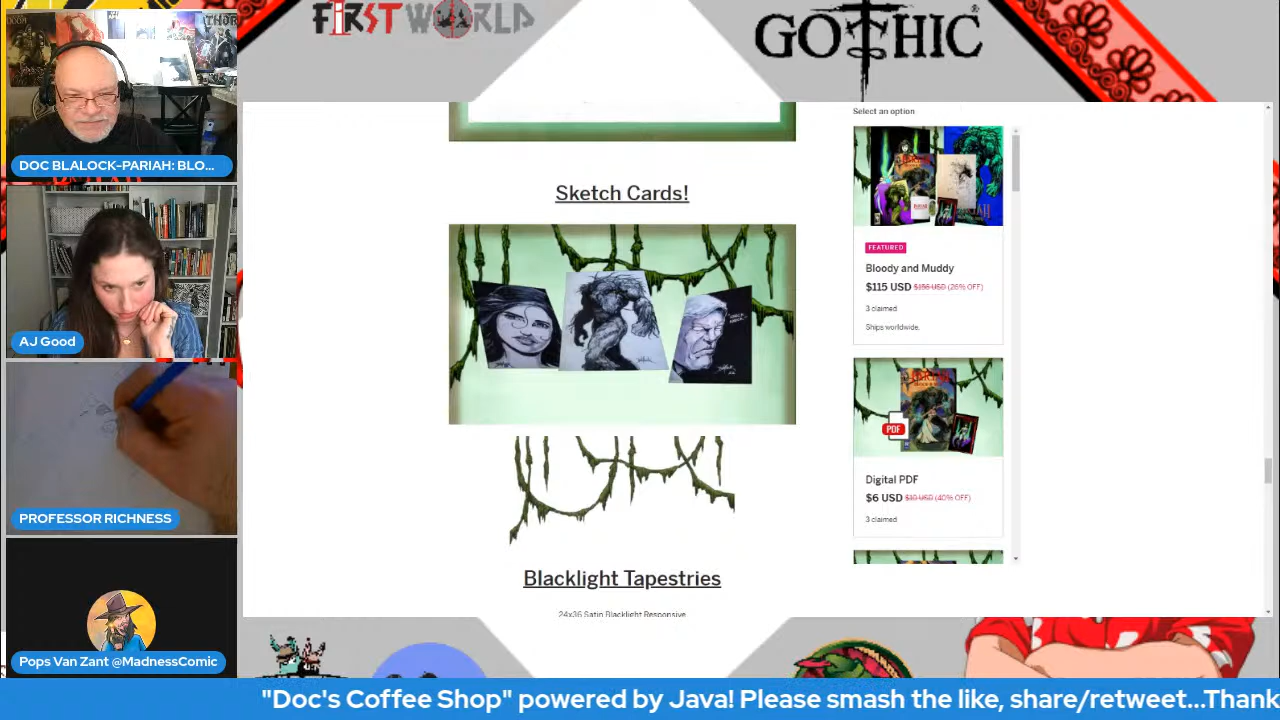 FiRST WORLD
GOTHIC
DOC BLALOCK-PARIAH: BLO...
AJ Good
PROFESSOR RICHNESS
Pops Van Zant @MadnessComic
Sketch Cards!
Blacklight Tapestries
24x36 Satin Blacklight Responsive
Select an option
FEATURED
Bloody and Muddy
$115 USD $156 USD (26% OFF)
3 claimed
Ships worldwide.
PDF
Digital PDF
$6 USD $10 USD (40% OFF)
3 claimed
"Doc's Coffee Shop" powered by Java! Please smash the like, share/retweet...Thank